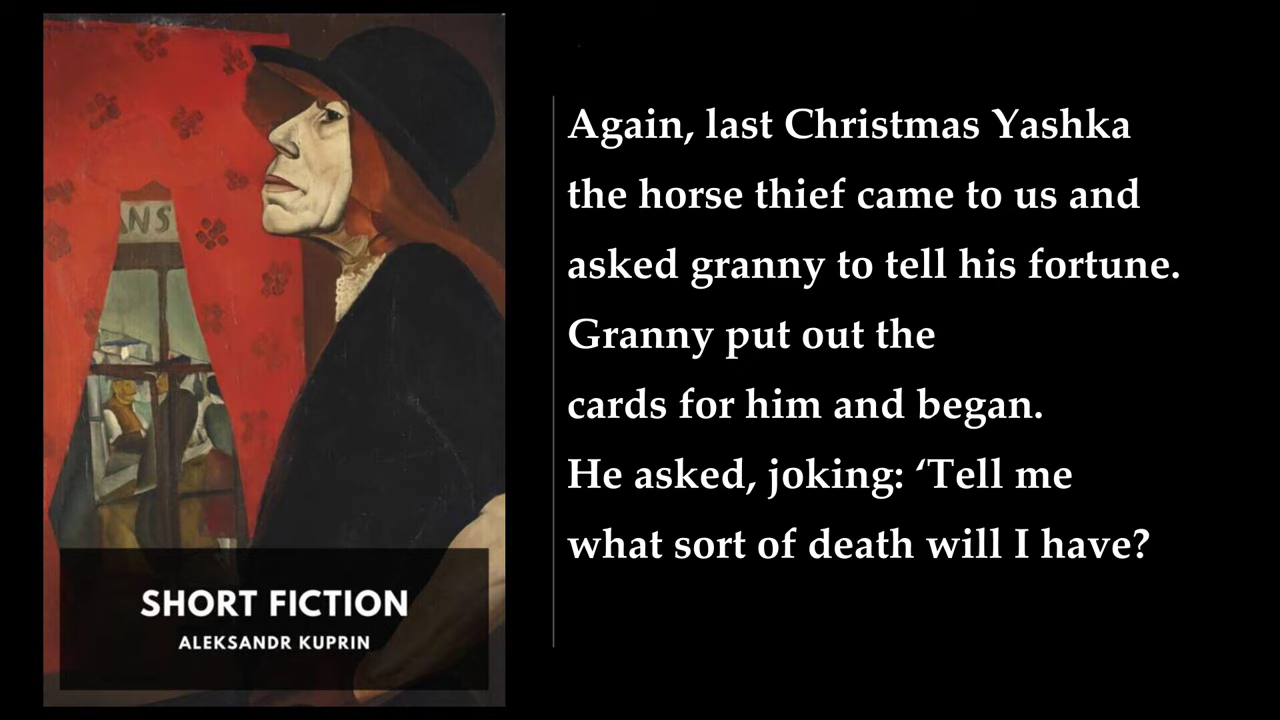 NS
SHORT FICTION
ALEKSANDR KUPRIN
Again, last Christmas Yashka
the horse thief came to us and
asked granny to tell his fortune.
Granny put out the
cards for him and began.
He asked, joking: ‘Tell me
what sort of death will I have?